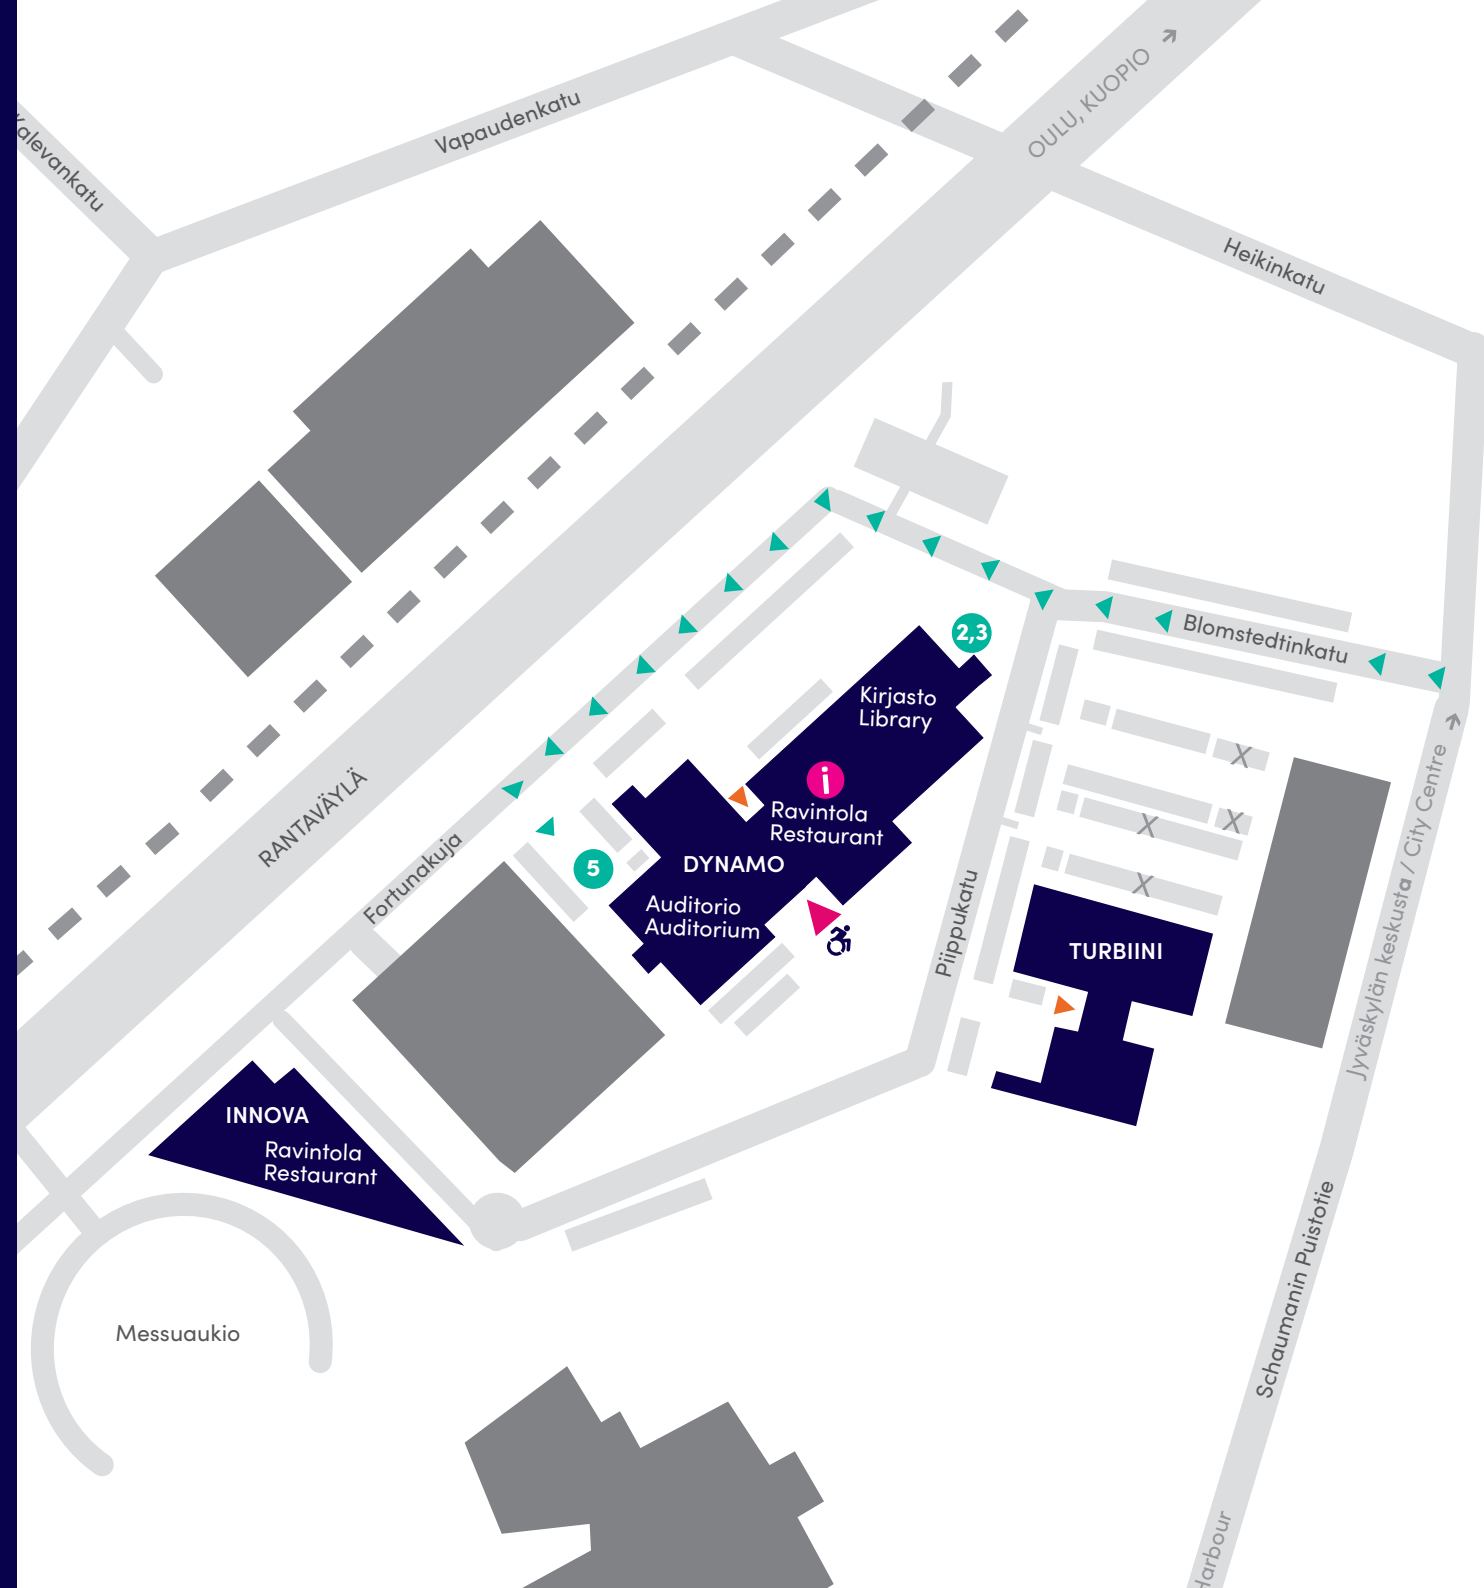 OULU, KUOPIO
Vapaudenkatu
Kalevankatu
Heikinkatu
Blomstedtinkatu
2,3
Kirjasto
Library
i
Ravintola
Restaurant
X
X
X
X
RANTAVÄYLÄ
Fortunakuja
5
DYNAMO
Auditorio
Auditorium
Piippukatu
TURBIINI
Jyväskylän keskusta / City Centre
INNOVA
Ravintola
Restaurant
Schaumanin Puistotie
Messuaukio
Harbour